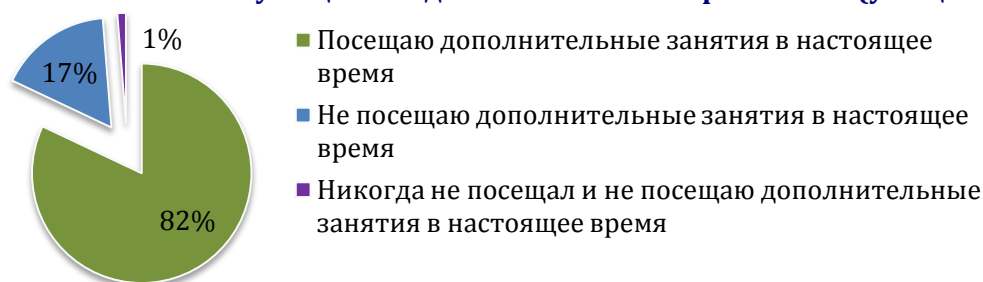 1%
17%
82%
Посещаю дополнительные занятия в настоящее
время
Не посещаю дополнительные занятия в настоящее
время
Никогда не посещал и не посещаю дополнительные
занятия в настоящее время